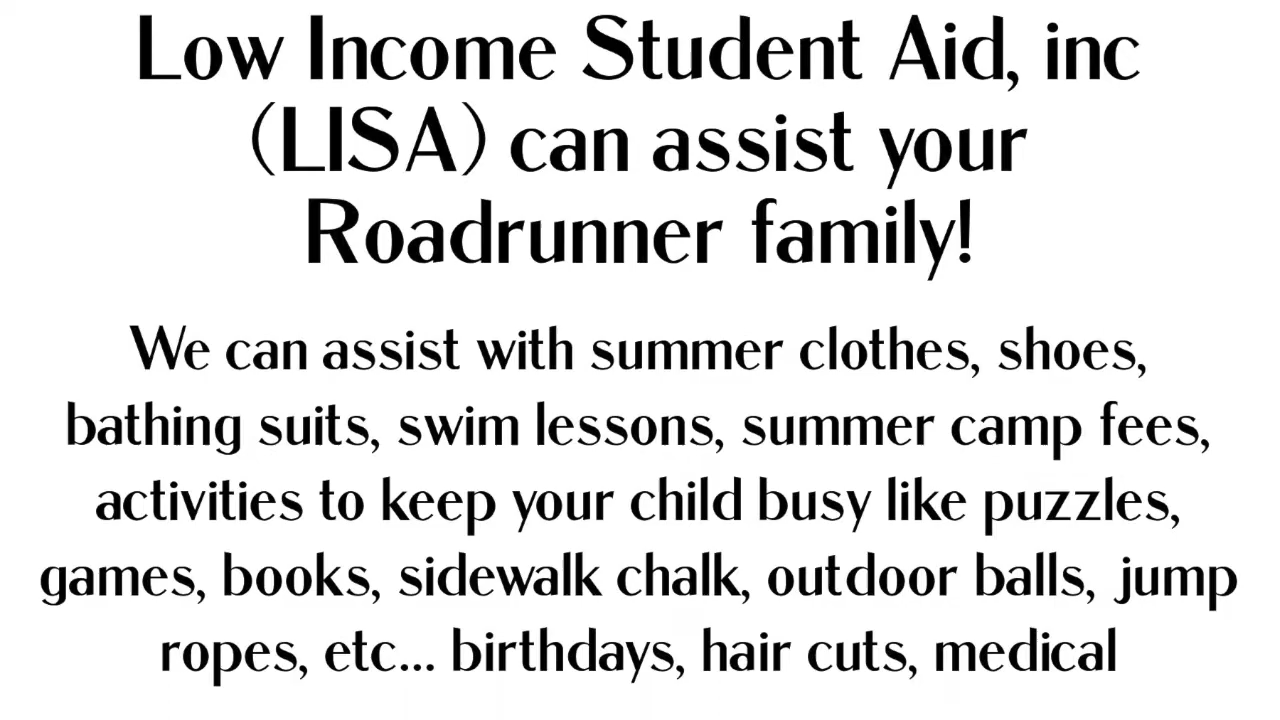 Low Income Student Aid, inc
(LISA) can assist your
Roadrunner family!
We can assist with summer clothes, shoes,
bathing suits, swim lessons, summer camp fees,
activities to keep your child busy like puzzles,
games, books, sidewalk chalk, outdoor balls, jump
ropes, etc... birthdays, hair cuts, medical